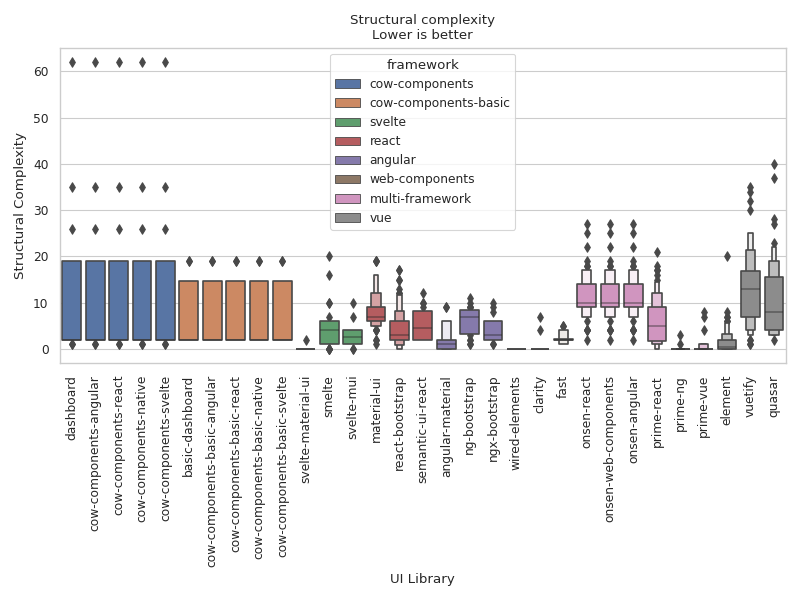 Structural complexity
Lower is better
framework
cow-components
cow-components-basic
svelte
react
angular
web-components
multi-framework
vue
Structural Complexity
60
50
40
30
20
10
0
dashboard
cow-components-angular
cow-components-react
cow-components-native
cow-components-svelte
basic-dashboard
cow-components-basic-angular
cow-components-basic-react
cow-components-basic-native
cow-components-basic-svelte
svelte-material-ui
smelte
svelte-mui
material-ui
react-bootstrap
semantic-ui-react
angular-material
ng-bootstrap
ngx-bootstrap
wired-elements
clarity
fast
onsen-react
onsen-web-components
onsen-angular
prime-react
prime-ng
prime-vue
element
vuetify
quasar
UI Library